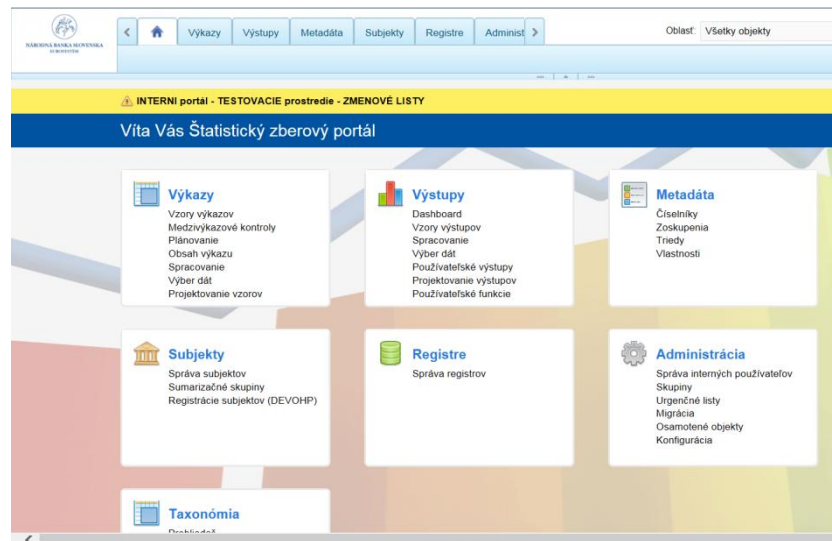 NÁRODNÁ BANKA SLOVENSKA
EUROSYSTÉM
Výkazy
Výstupy
Metadáta
Subjekty
Registre
Administ
Oblasť:
Všetky objekty
INTERNI portál - TESTOVACIE prostredie - ZMENOVÉ LISTY
Víta Vás Štatistický zberový portál
Výkazy
Vzory výkazov
Medzivýkazové kontroly
Plánovanie
Obsah výkazu
Spracovanie
Výber dát
Projektovanie vzorov
Výstupy
Dashboard
Vzory výstupov
Spracovanie
Výber dát
Používateľské výstupy
Projektovanie výstupov
Používateľské funkcie
Metadáta
Číselníky
Zoskupenia
Triedy
Vlastnosti
Subjekty
Správa subjektov
Sumarizačné skupiny
Registrácie subjektov (DEVOHP)
Registre
Správa registrov
Administrácia
Správa interných používateľov
Skupiny
Urgenčné listy
Migrácia
Osamotené objekty
Konfigurácia
Taxonómia